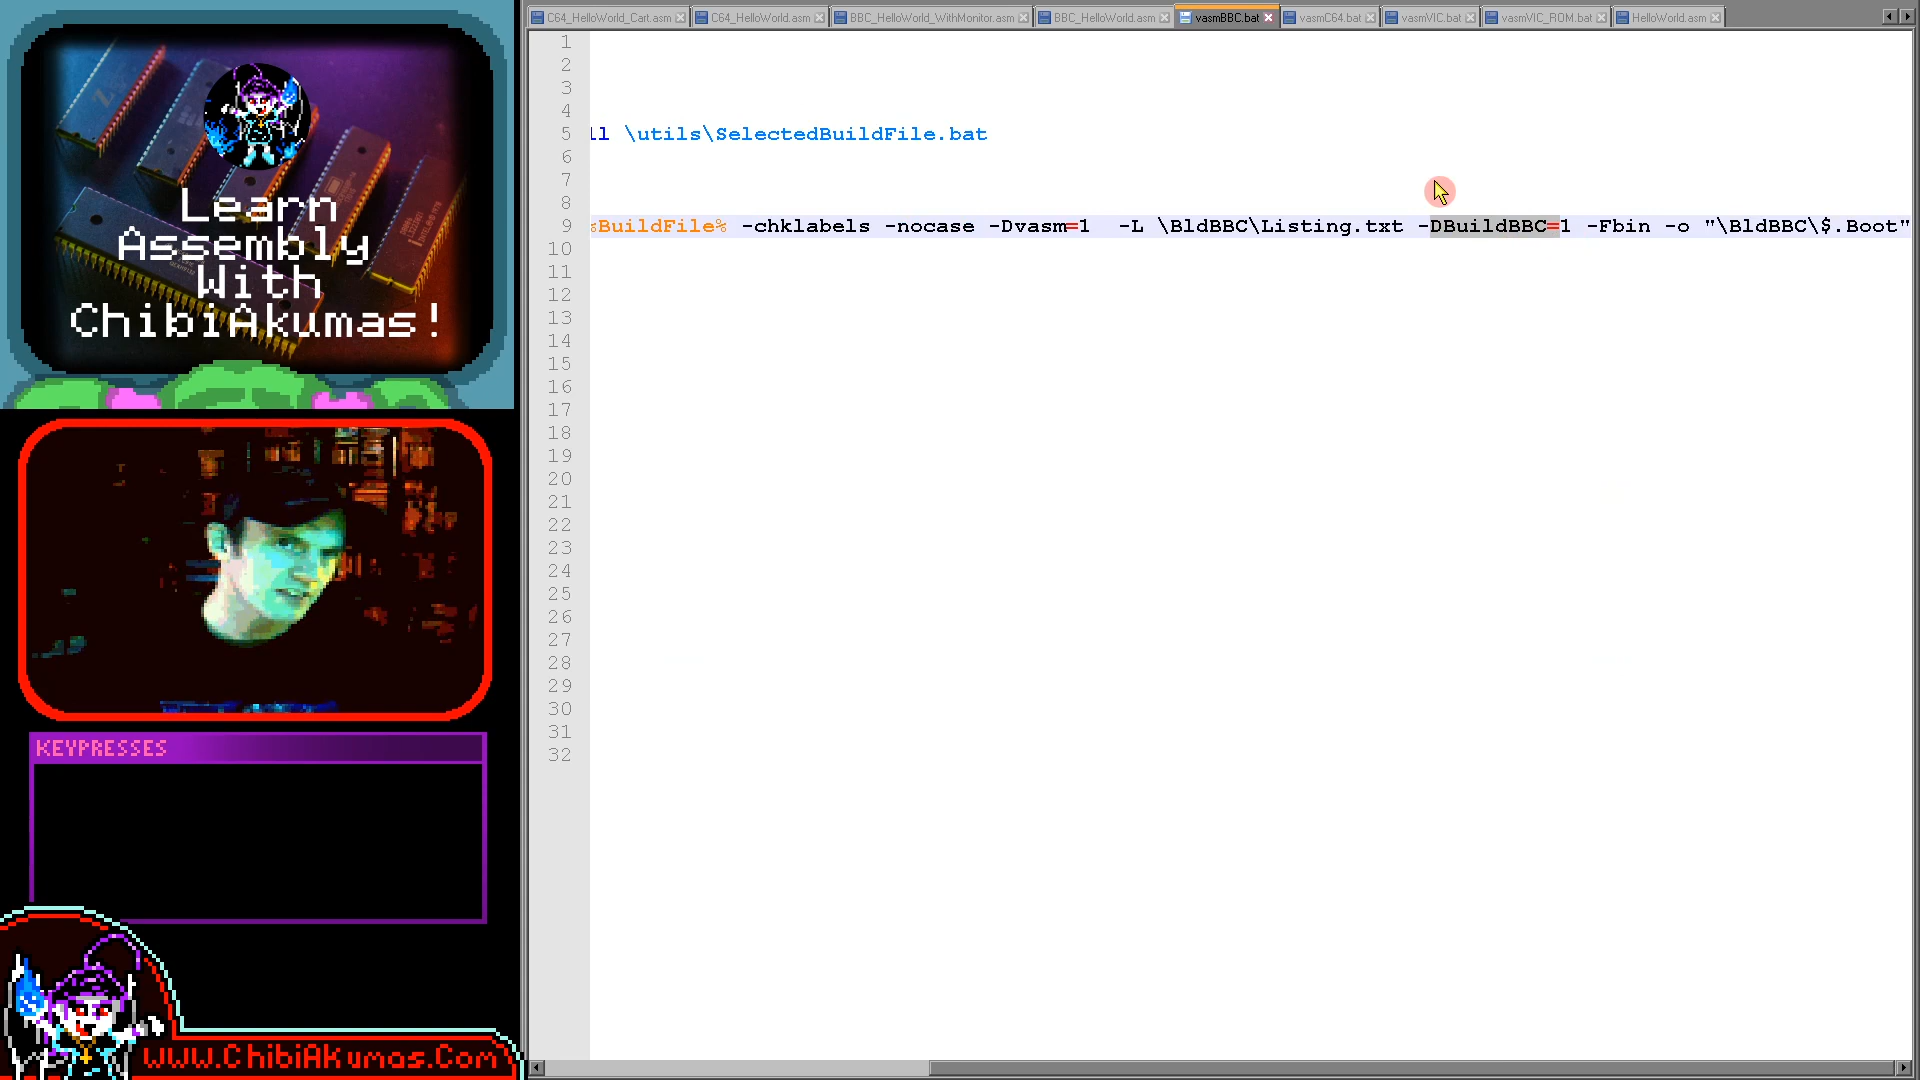 Learn
Assembly
With
ChibiAkumas!
KEYPRESSES
WWW.ChibiAkumas.Com
C64_HelloWorld_Cart.asm
C64_HelloWorld.asm
BBC_HelloWorld_WithMonitor.asm
BBC_HelloWorld.asm
vasmBBC.bat
vasmC64.bat
vasmVIC.bat
vasmVIC_ROM.bat
HelloWorld.asm
1
2
3
4
5 ll \utils\SelectedBuildFile.bat
6
7
8
9 %BuildFile% -chklabels -nocase -Dvasm=1  -L \BldBBC\Listing.txt -DBuildBBC=1 -Fbin -o "\BldBBC\$.Boot"
10
11
12
13
14
15
16
17
18
19
20
21
22
23
24
25
26
27
28
29
30
31
32